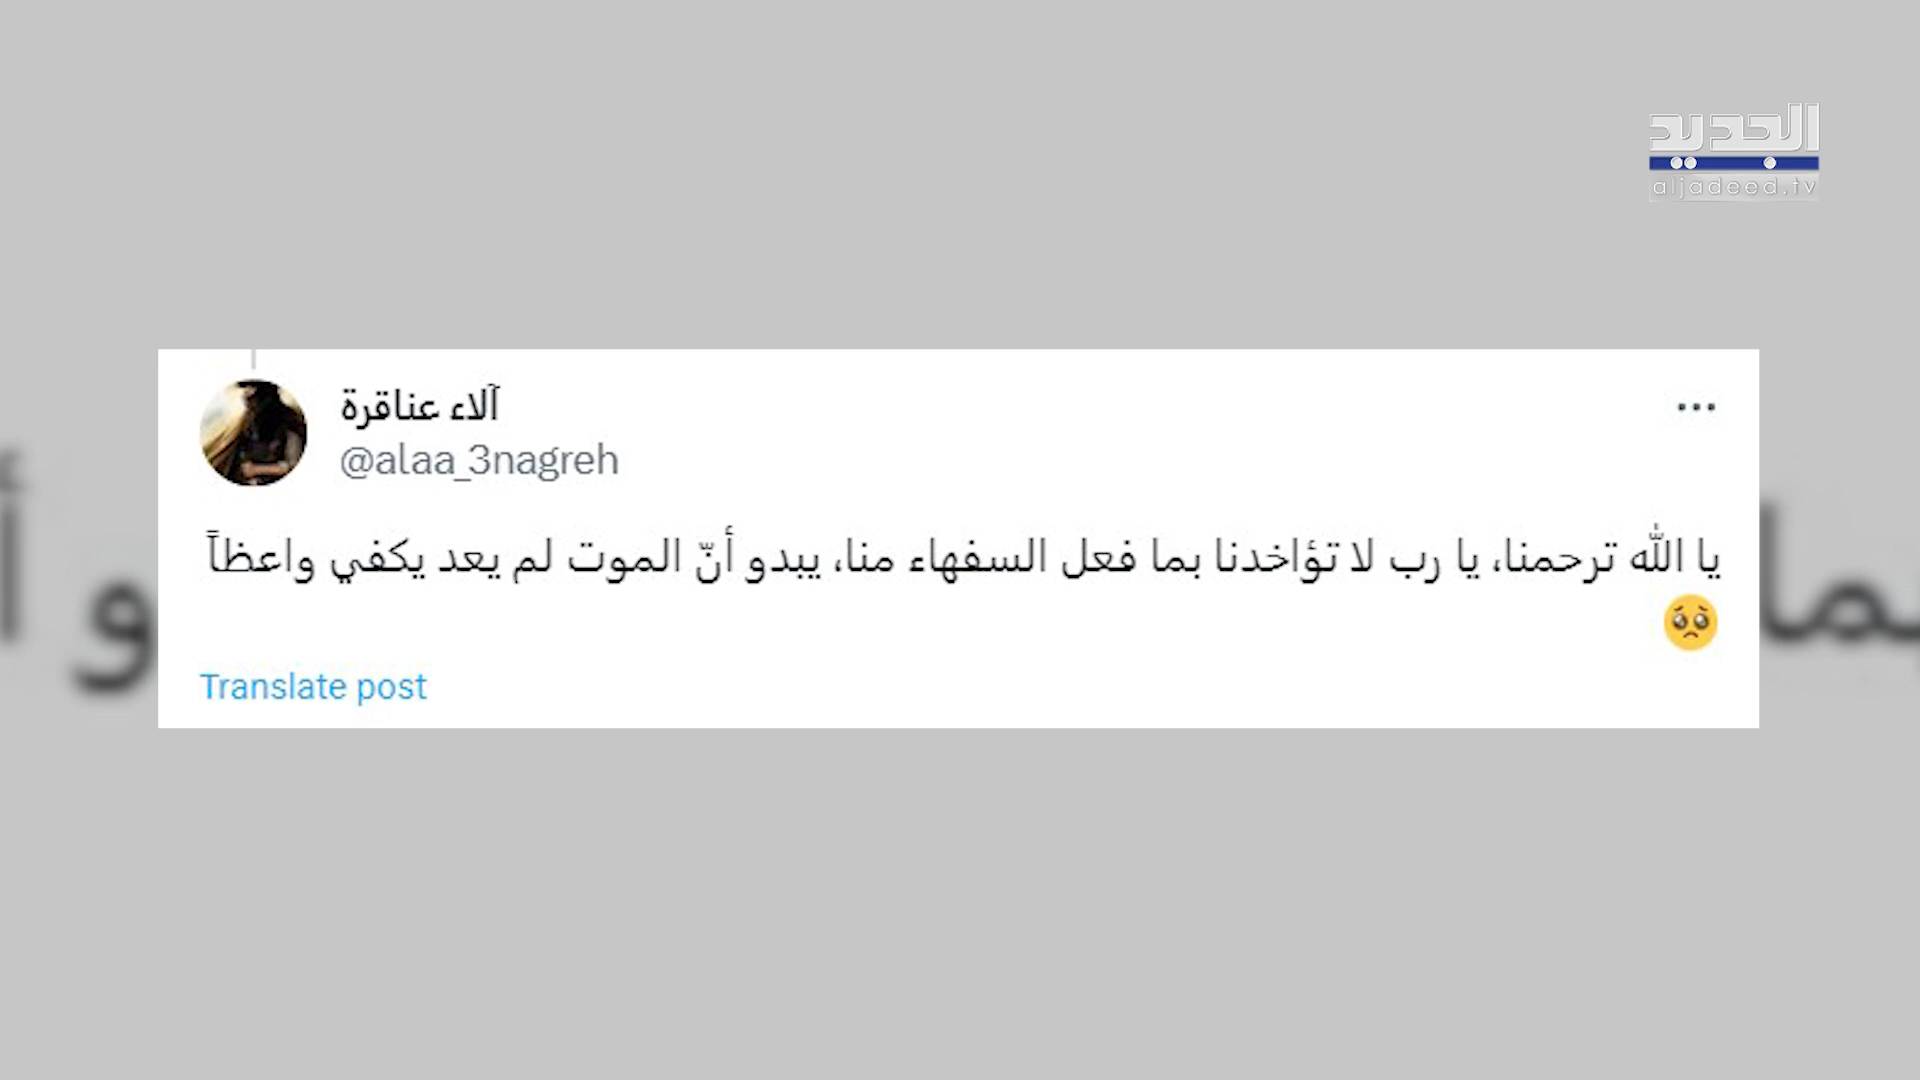 الجديد
aljadeed.tv
آلاء عناقرة
@alaa_3nagreh
يا الله ترحمنا، يا رب لا تؤاخدنا بما فعل السفهاء منا، يبدو أنّ الموت لم يعد يكفي واعظاً
🥺
Translate post